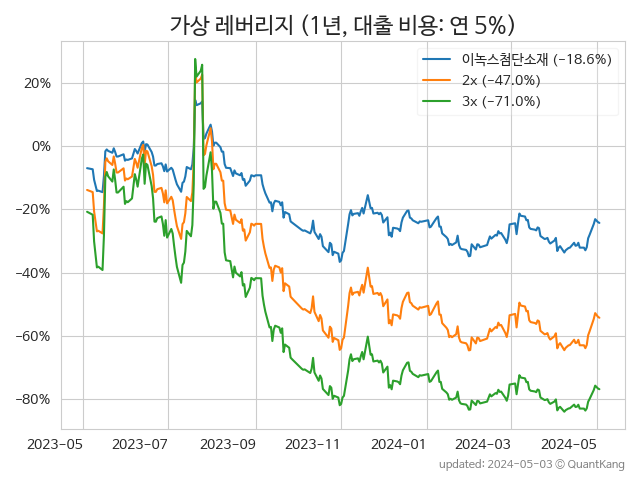 가상 레버리지 (1년, 대출 비용: 연 5%)
이녹스첨단소재 (−18.6%)
2x (−47.0%)
3x (−71.0%)
20%
0%
−20%
−40%
−60%
−80%
2023-05 2023-07 2023-09 2023-11 2024-01 2024-03 2024-05
updated: 2024-05-03 ⓒ QuantKang